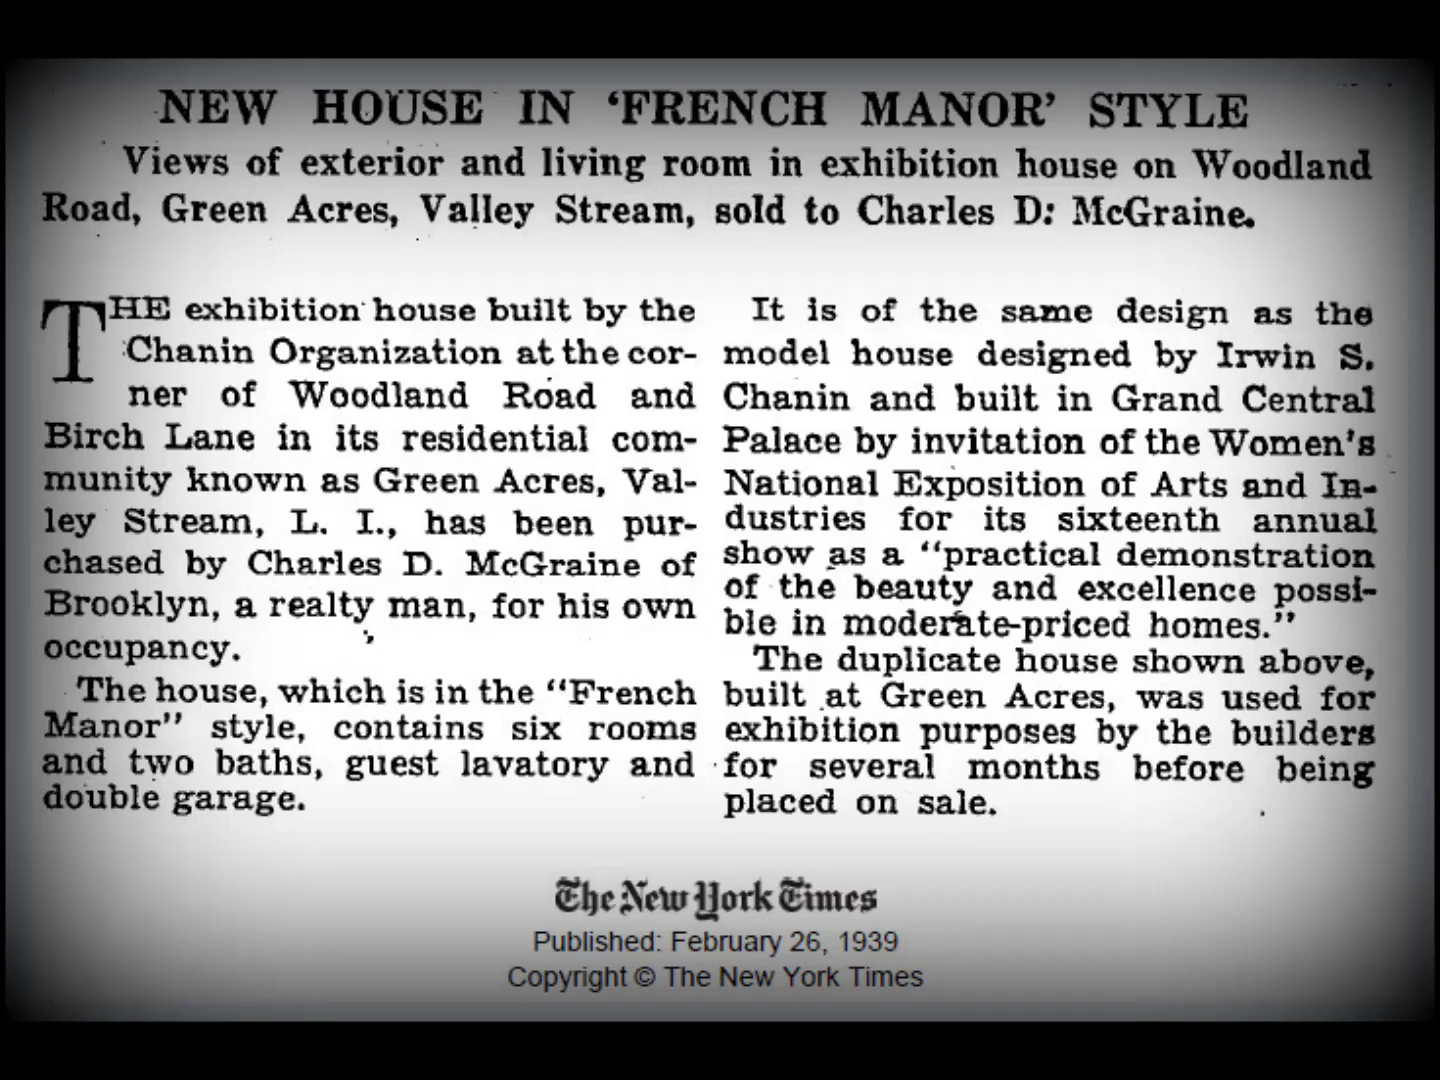 NEW HOUSE IN ‘FRENCH MANOR’ STYLE
Views of exterior and living room in exhibition house on Woodland
Road, Green Acres, Valley Stream, sold to Charles D. McGraine.
THE exhibition house built by the
Chanin Organization at the cor-
ner of Woodland Road and
Birch Lane in its residential com-
munity known as Green Acres, Val-
ley Stream, L. I., has been pur-
chased by Charles D. McGraine of
Brooklyn, a realty man, for his own
occupancy.
The house, which is in the “French
Manor” style, contains six rooms
and two baths, guest lavatory and
double garage.
It is of the same design as the
model house designed by Irwin S.
Chanin and built in Grand Central
Palace by invitation of the Women's
National Exposition of Arts and In-
dustries for its sixteenth annual
show as a “practical demonstration
of the beauty and excellence possi-
ble in moderate-priced homes.”
The duplicate house shown above,
built at Green Acres, was used for
exhibition purposes by the builders
for several months before being
placed on sale.
The New York Times
Published: February 26, 1939
Copyright © The New York Times